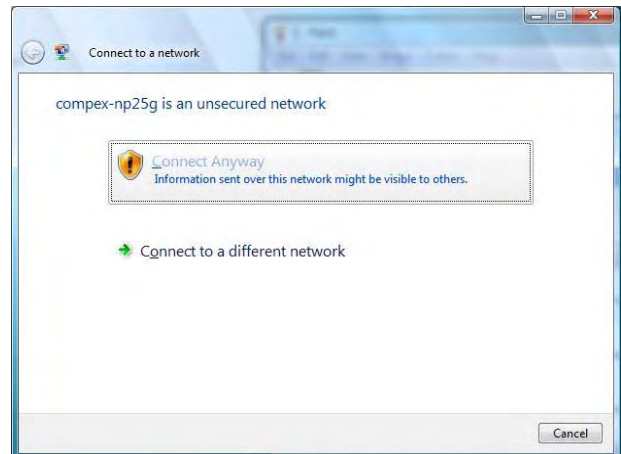 Connect to a network
compex-np25g is an unsecured network
Connect Anyway
Information sent over this network might be visible to others.
Connect to a different network
Cancel